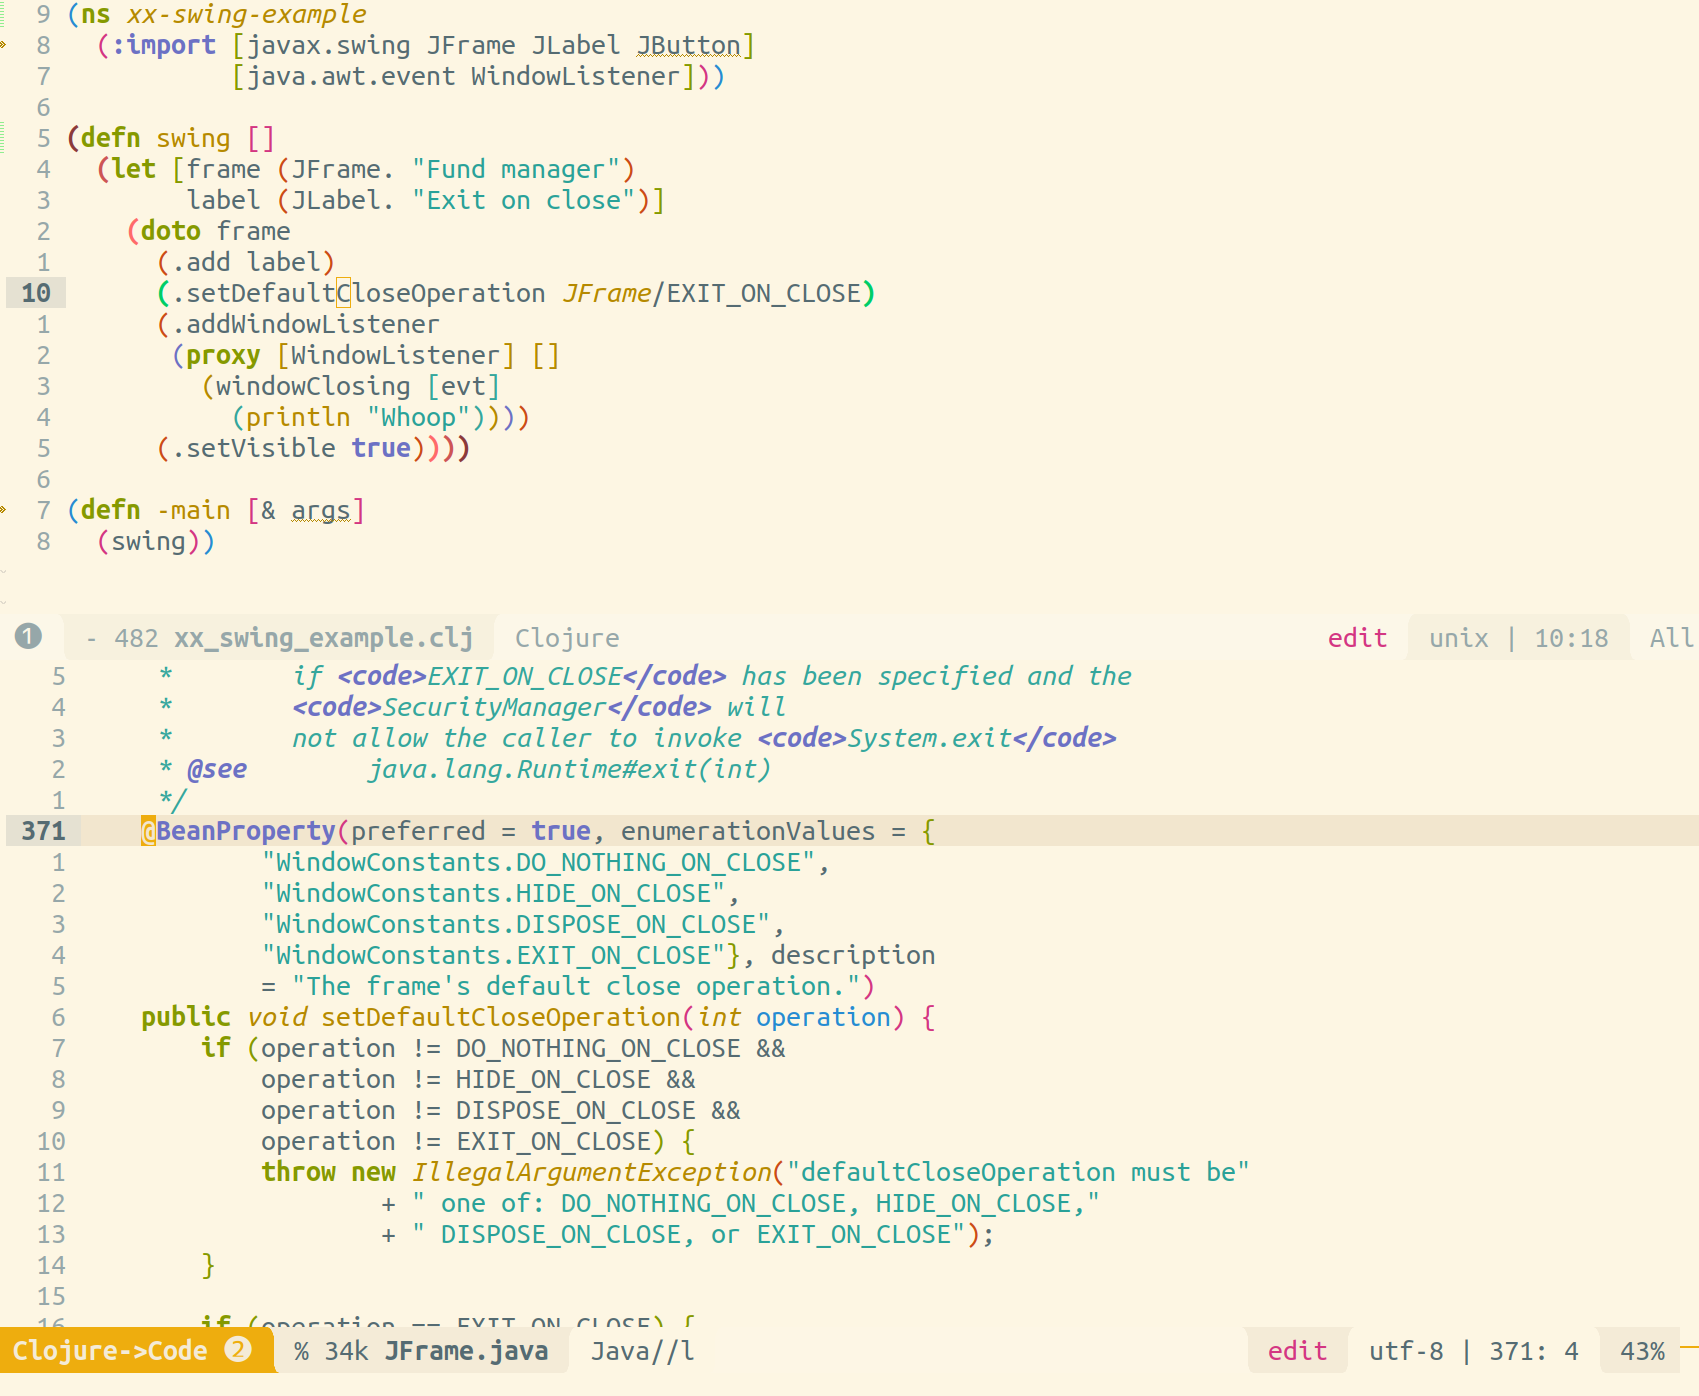 9 (ns xx-swing-example
8   (:import [javax.swing JFrame JLabel JButton]
7            [java.awt.event WindowListener]))
6
5 (defn swing []
4   (let [frame (JFrame. "Fund manager")
3         label (JLabel. "Exit on close")]
2     (doto frame
1       (.add label)
10       (.setDefaultCloseOperation JFrame/EXIT_ON_CLOSE)
1       (.addWindowListener
2        (proxy [WindowListener] []
3          (windowClosing [evt]
4            (println "Whoop"))))
5       (.setVisible true))))
6
7 (defn -main [& args]
8   (swing))
1 - 482 xx_swing_example.clj Clojure edit unix | 10:18 All
5      *        if <code>EXIT_ON_CLOSE</code> has been specified and the
4      *        <code>SecurityManager</code> will
3      *        not allow the caller to invoke <code>System.exit</code>
2      * @see        java.lang.Runtime#exit(int)
1      */
371     @BeanProperty(preferred = true, enumerationValues = {
1             "WindowConstants.DO_NOTHING_ON_CLOSE",
2             "WindowConstants.HIDE_ON_CLOSE",
3             "WindowConstants.DISPOSE_ON_CLOSE",
4             "WindowConstants.EXIT_ON_CLOSE"}, description
5             = "The frame's default close operation.")
6     public void setDefaultCloseOperation(int operation) {
7         if (operation != DO_NOTHING_ON_CLOSE &&
8             operation != HIDE_ON_CLOSE &&
9             operation != DISPOSE_ON_CLOSE &&
10             operation != EXIT_ON_CLOSE) {
11             throw new IllegalArgumentException("defaultCloseOperation must be"
12                     + " one of: DO_NOTHING_ON_CLOSE, HIDE_ON_CLOSE,"
13                     + " DISPOSE_ON_CLOSE, or EXIT_ON_CLOSE");
14         }
15
16         if (operation == EXIT_ON_CLOSE) {
Clojure->Code 2 % 34k JFrame.java Java//l edit utf-8 | 371: 4 43%